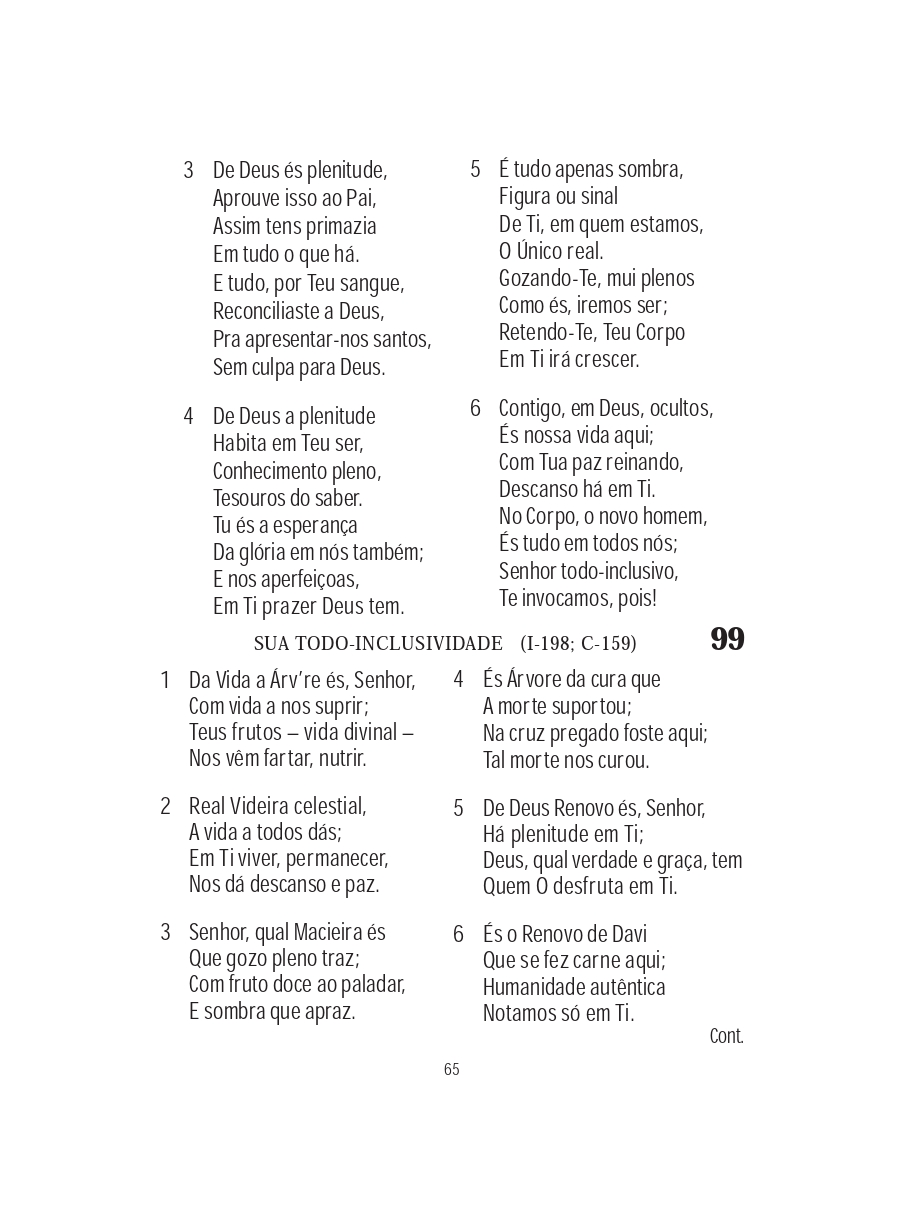 3 De Deus és plenitude,
Aprouve isso ao Pai,
Assim tens primazia
Em tudo o que há.
E tudo, por Teu sangue,
Reconciliaste a Deus,
Pra apresentar-nos santos,
Sem culpa para Deus.
4 De Deus a plenitude
Habita em Teu ser,
Conhecimento pleno,
Tesouros do saber.
Tu és a esperança
Da glória em nós também;
E nos aperfeiçoas,
Em Ti prazer Deus tem.
5 É tudo apenas sombra,
Figura ou sinal
De Ti, em quem estamos,
O Único real.
Gozando-Te, mui plenos
Como és, iremos ser;
Retendo-Te, Teu Corpo
Em Ti irá crescer.
6 Contigo, em Deus, ocultos,
És nossa vida aqui;
Com Tua paz reinando,
Descanso há em Ti.
No Corpo, o novo homem,
És tudo em todos nós;
Senhor todo-inclusivo,
Te invocamos, pois!
SUA TODO-INCLUSIVIDADE (I-198; C-159) 99
1 Da Vida a Árv’re és, Senhor,
Com vida a nos suprir;
Teus frutos – vida divinal –
Nos vêm fartar, nutrir.
2 Real Videira celestial,
A vida a todos dás;
Em Ti viver, permanecer,
Nos dá descanso e paz.
3 Senhor, qual Macieira és
Que gozo pleno traz;
Com fruto doce ao paladar,
E sombra que apraz.
4 És Árvore da cura que
A morte suportou;
Na cruz pregado foste aqui;
Tal morte nos curou.
5 De Deus Renovo és, Senhor,
Há plenitude em Ti;
Deus, qual verdade e graça, tem
Quem O desfruta em Ti.
6 És o Renovo de Davi
Que se fez carne aqui;
Humanidade autêntica
Notamos só em Ti.
Cont.
65